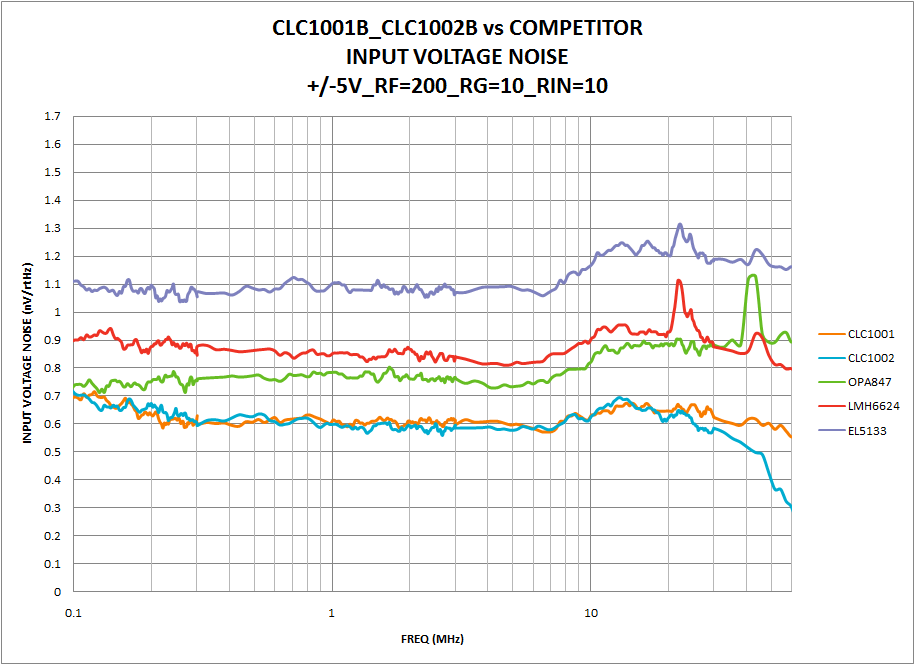 CLC1001B_CLC1002B vs COMPETITOR
INPUT VOLTAGE NOISE
+/-5V_RF=200_RG=10_RIN=10
INPUT VOLTAGE NOISE (nV/rtHz)
1.7
1.6
1.5
1.4
1.3
1.2
1.1
1
0.9
0.8
0.7
0.6
0.5
0.4
0.3
0.2
0.1
0
0.1
1
10
FREQ (MHz)
CLC1001
CLC1002
OPA847
LMH6624
EL5133